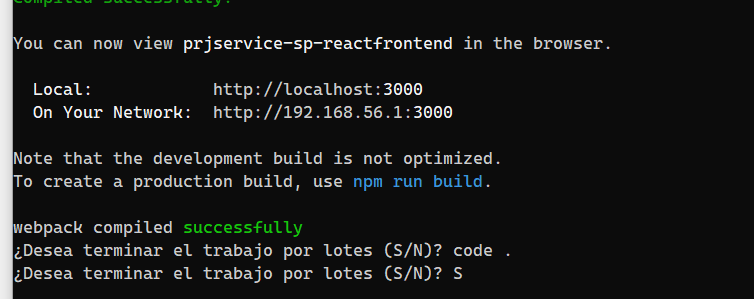 Compiled successfully!
You can now view prjservice-sp-reactfrontend in the browser.
Local: http://localhost:3000
On Your Network: http://192.168.56.1:3000
Note that the development build is not optimized.
To create a production build, use npm run build.
webpack compiled successfully
¿Desea terminar el trabajo por lotes (S/N)? code .
¿Desea terminar el trabajo por lotes (S/N)? S